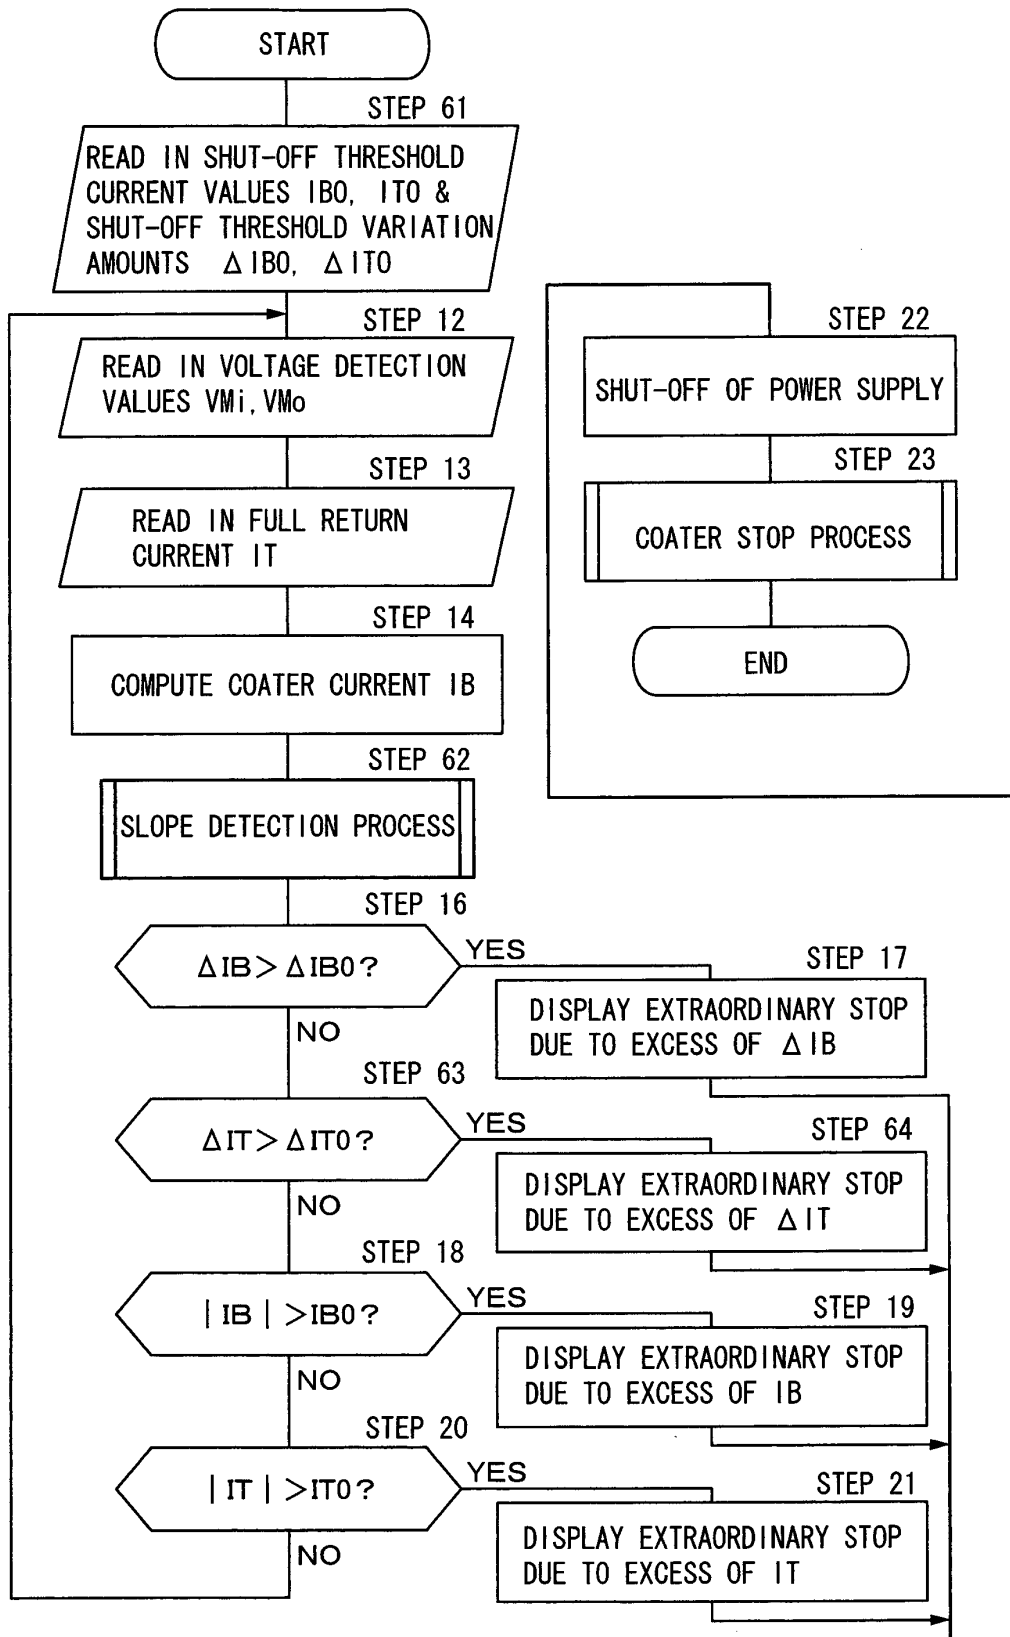 START
STEP 61
READ IN SHUT-OFF THRESHOLD
CURRENT VALUES IB0, IT0 &
SHUT-OFF THRESHOLD VARIATION
AMOUNTS ΔIB0, ΔIT0
STEP 12
READ IN VOLTAGE DETECTION
VALUES VMi, VMo
STEP 13
READ IN FULL RETURN
CURRENT IT
STEP 14
COMPUTE COATER CURRENT IB
STEP 62
SLOPE DETECTION PROCESS
STEP 16
ΔIB>ΔIB0?
YES
NO
STEP 17
DISPLAY EXTRAORDINARY STOP
DUE TO EXCESS OF ΔIB
STEP 63
ΔIT>ΔIT0?
YES
NO
STEP 64
DISPLAY EXTRAORDINARY STOP
DUE TO EXCESS OF ΔIT
STEP 18
|IB|>IB0?
YES
NO
STEP 19
DISPLAY EXTRAORDINARY STOP
DUE TO EXCESS OF IB
STEP 20
|IT|>IT0?
YES
NO
STEP 21
DISPLAY EXTRAORDINARY STOP
DUE TO EXCESS OF IT
STEP 22
SHUT-OFF OF POWER SUPPLY
STEP 23
COATER STOP PROCESS
END